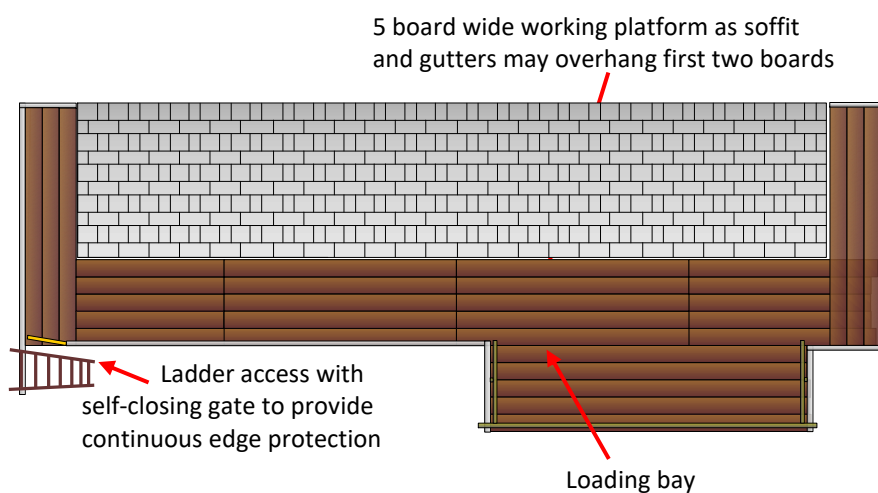 5 board wide working platform as soffit
and gutters may overhang first two boards
Ladder access with
self-closing gate to provide
continuous edge protection
Loading bay